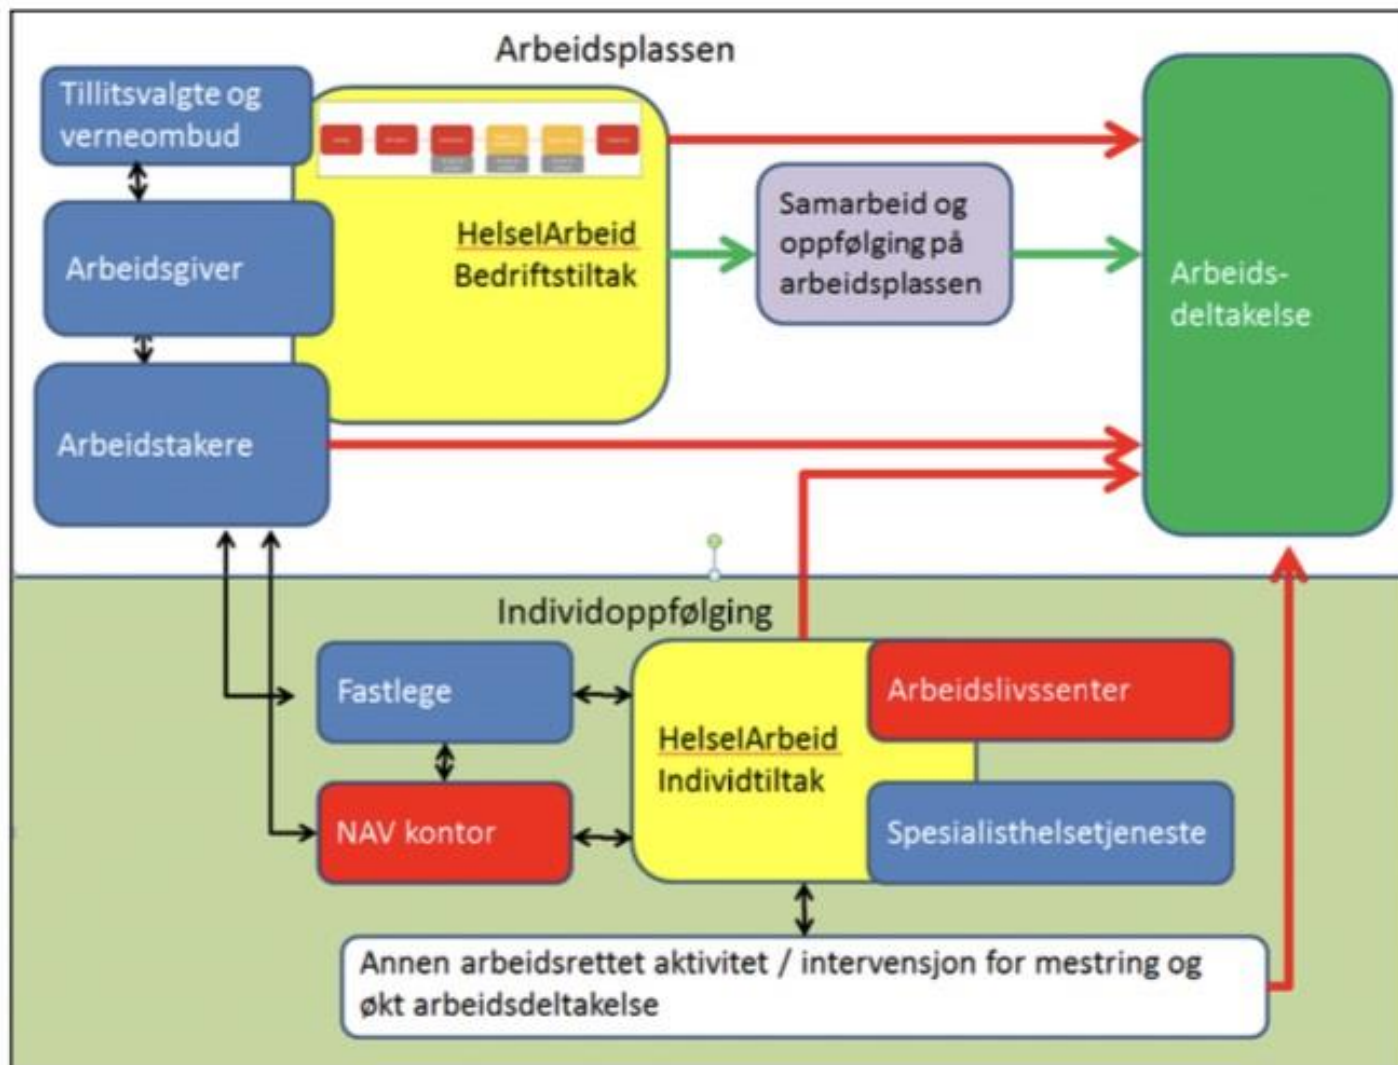 Arbeidsplassen
Tillitsvalgte og
verneombud
Arbeidsgiver
Arbeidstakere
HelseIArbeid
Bedriftstiltak
Samarbeid og
oppfølging på
arbeidsplassen
Arbeids-
deltakelse
Individoppfølging
Fastlege
NAV kontor
HelseIArbeid
Individtiltak
Arbeidslivssenter
Spesialisthelsetjeneste
Annen arbeidsrettet aktivitet / intervensjon for mestring og
økt arbeidsdeltakelse